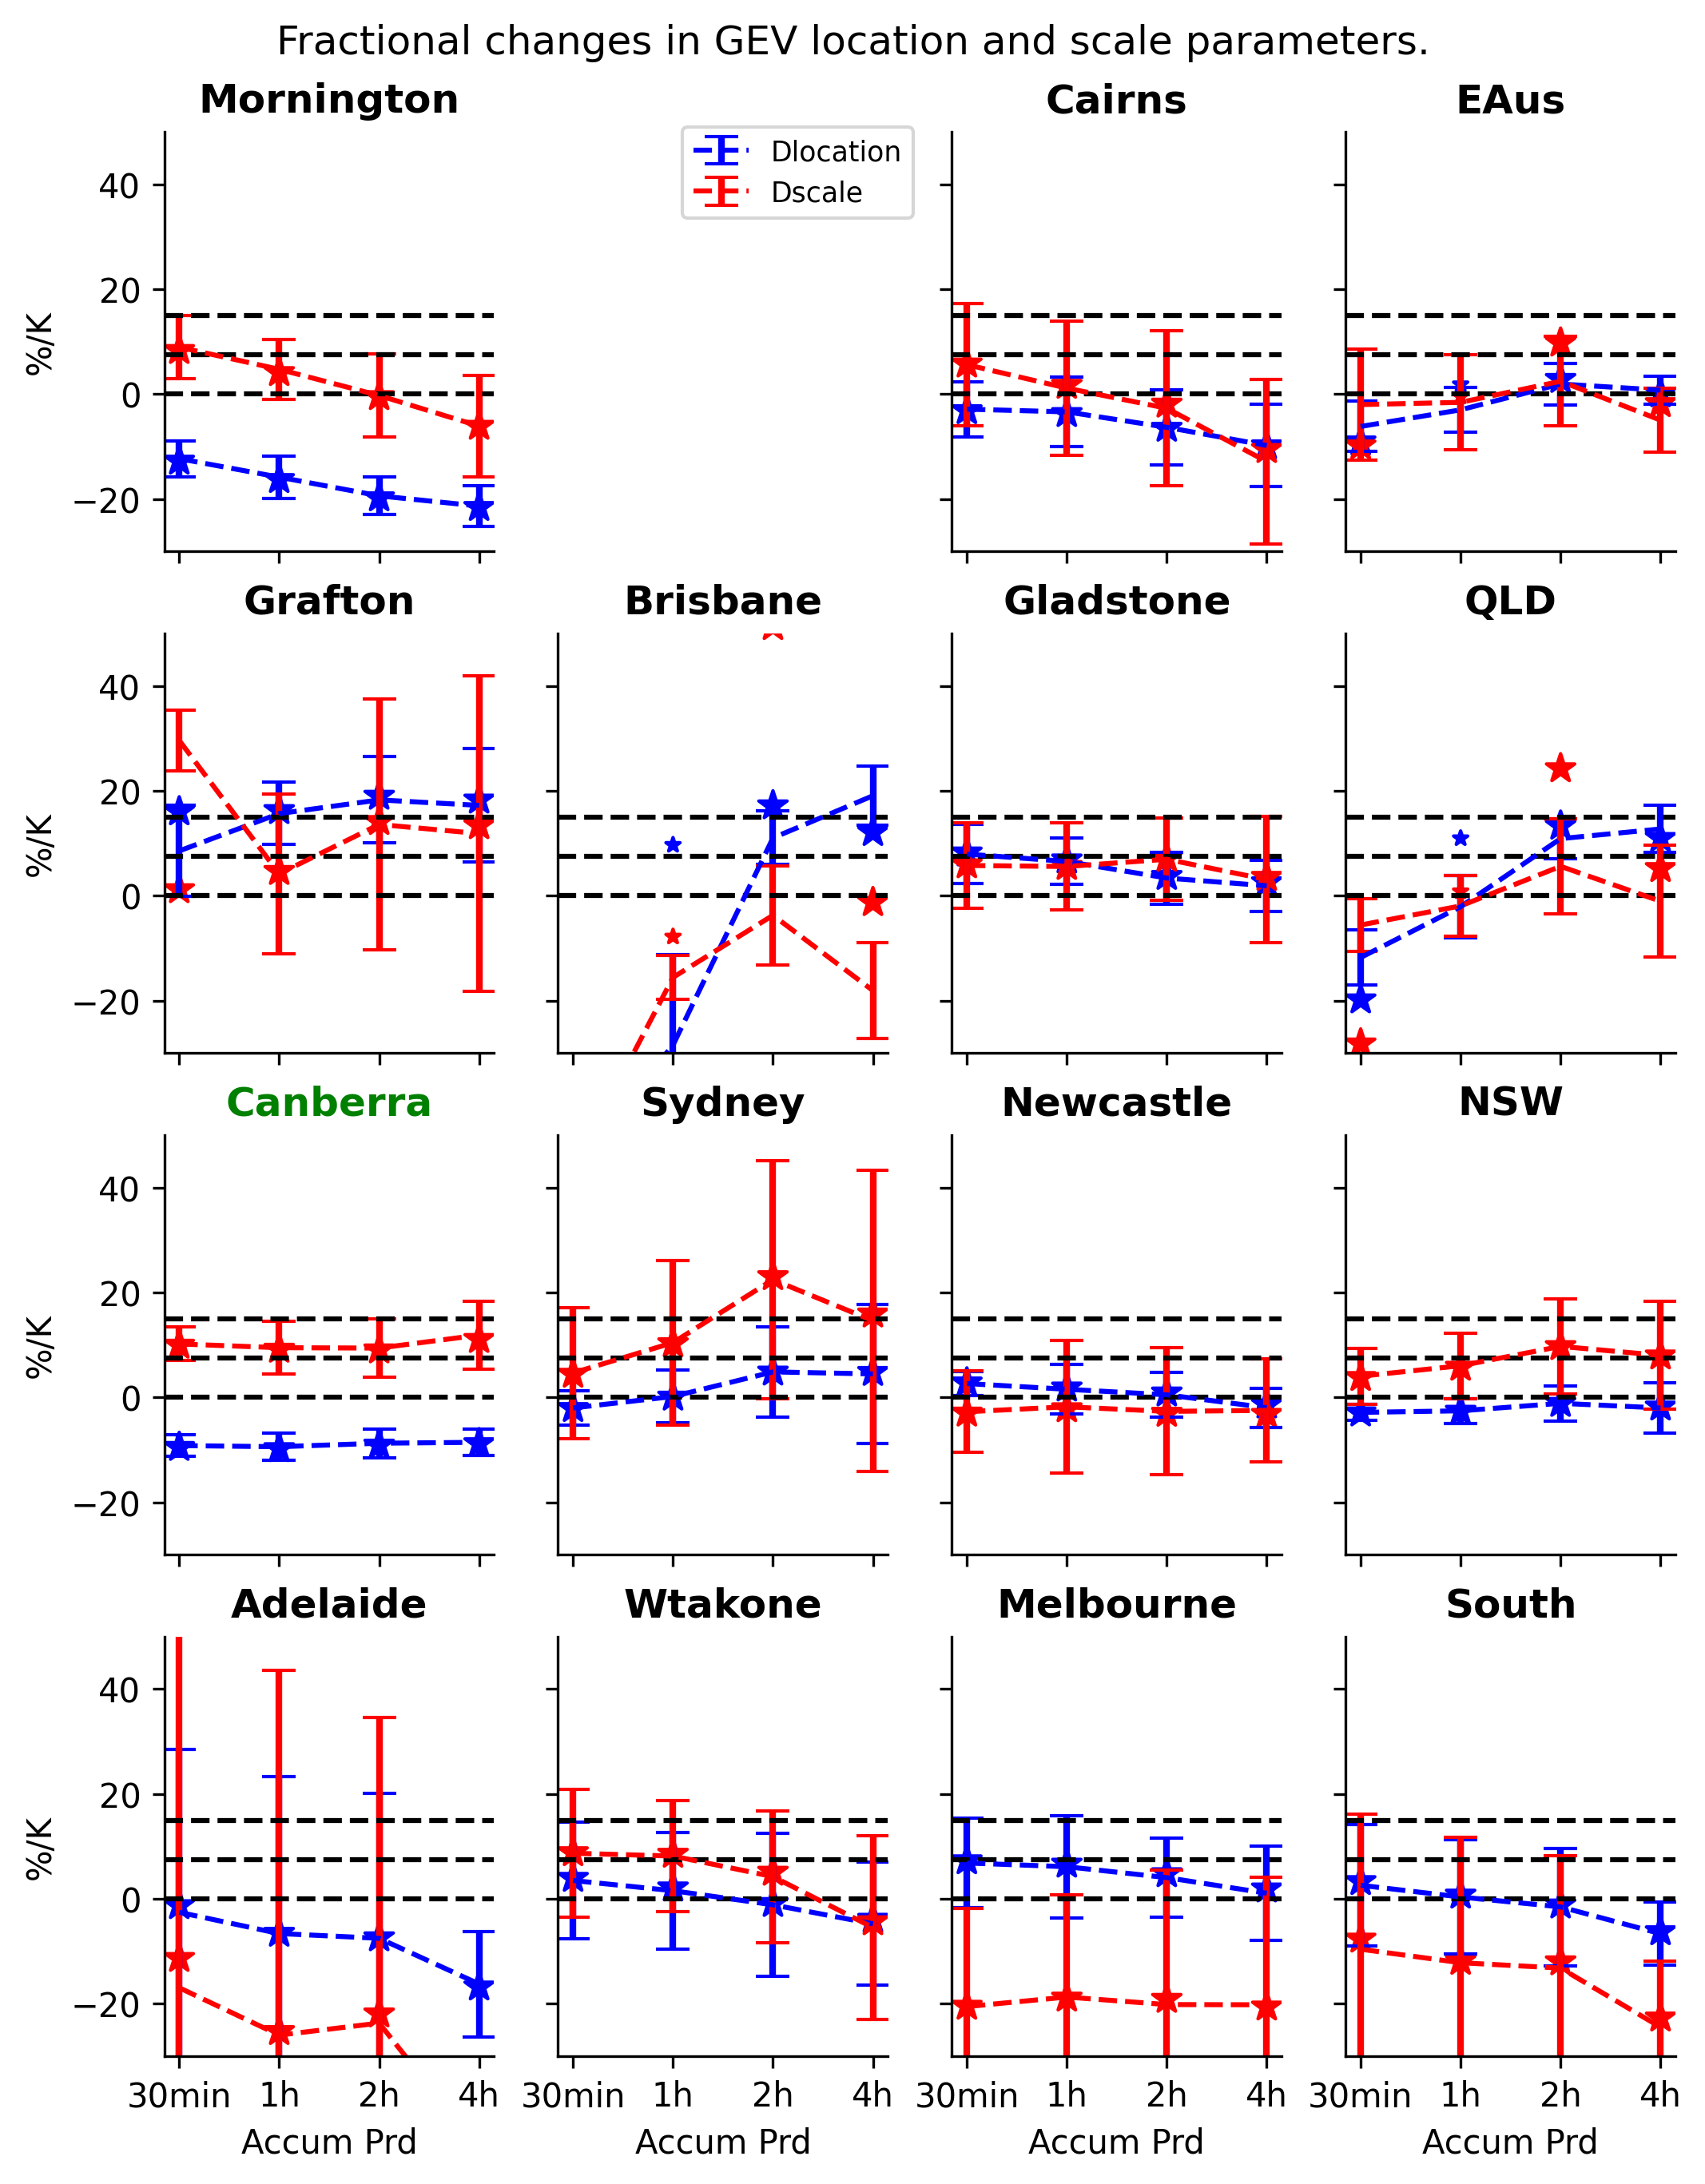 Fractional changes in GEV location and scale parameters.
Mornington
Cairns
EAus
Dlocation
Dscale
40
20
0
−20
%/K
Grafton
Brisbane
Gladstone
QLD
40
20
0
−20
%/K
Canberra
Sydney
Newcastle
NSW
40
20
0
−20
%/K
Adelaide
Wtakone
Melbourne
South
40
20
0
−20
%/K
30min 1h 2h 4h
30min 1h 2h 4h
30min 1h 2h 4h
30min 1h 2h 4h
Accum Prd
Accum Prd
Accum Prd
Accum Prd